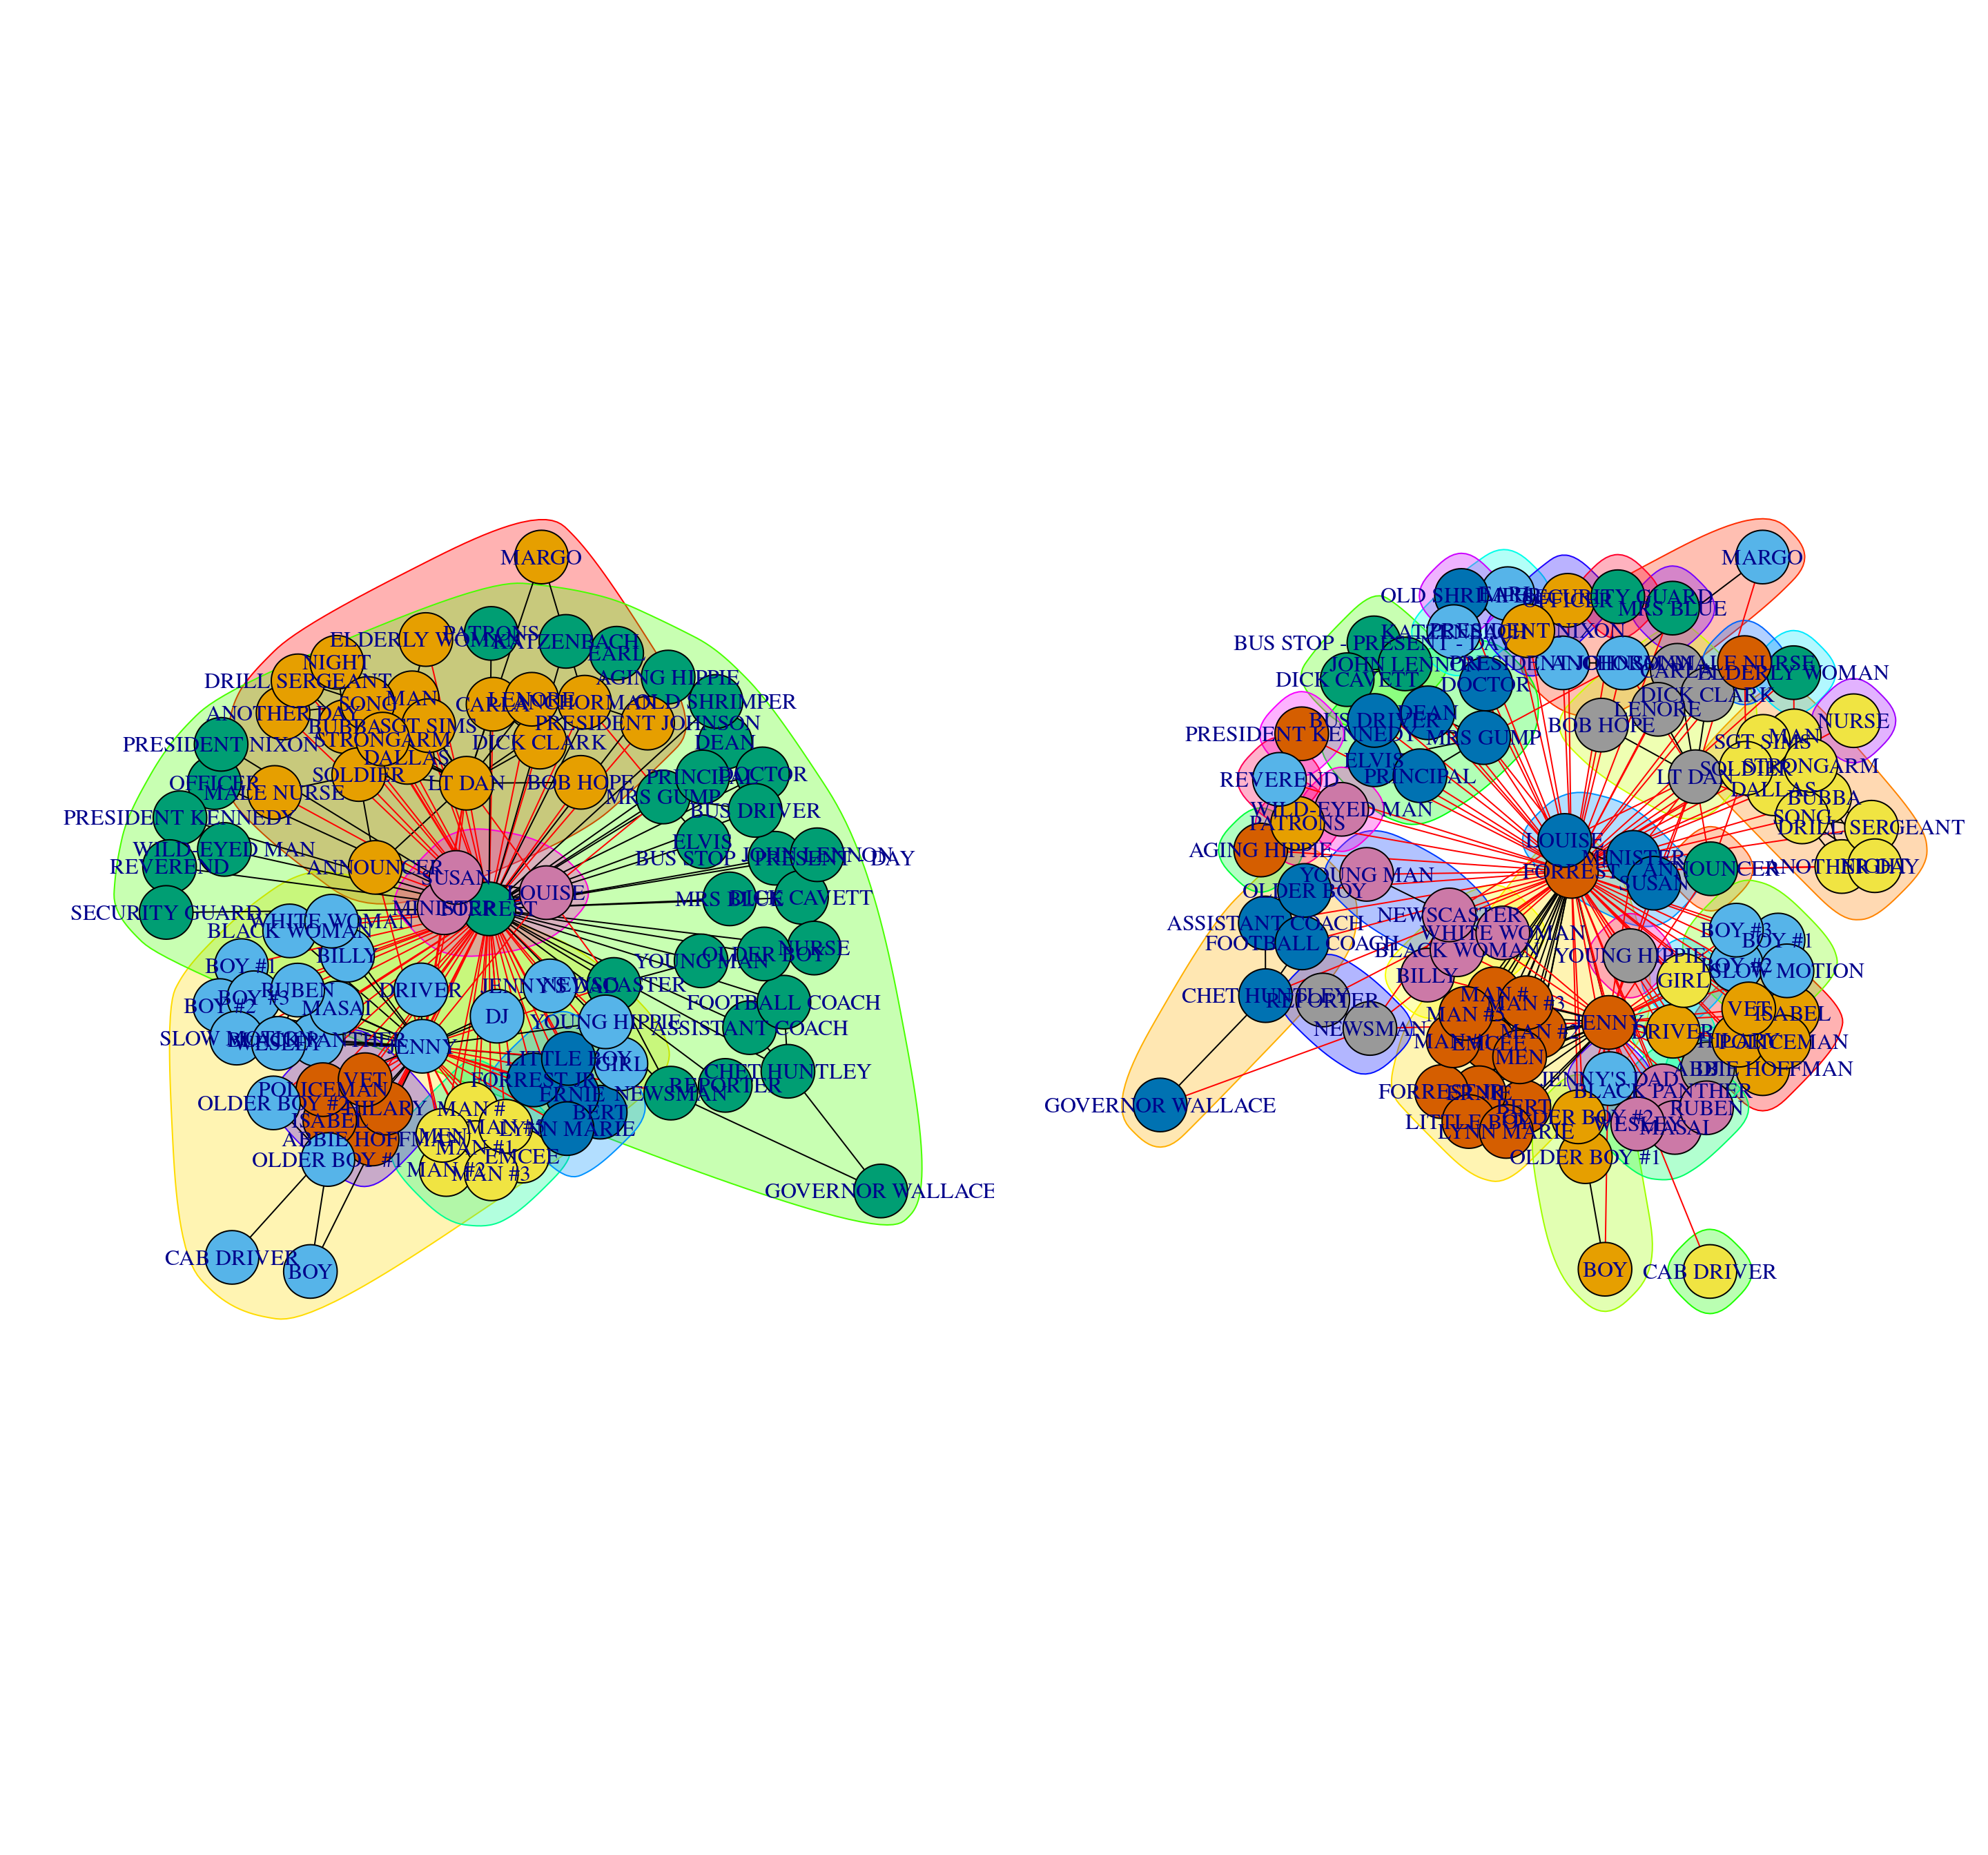 MARGO
ELDERLY WOMAN
PATRONS
KATZENBACH
EARL
NIGHT
DRILL SERGEANT
AGING HIPPIE
MAN
LENORE
CARLA
ANCHORMAN
OLD SHRIMPER
SONG
ANOTHER DAY
BUBBA
SGT SIMS
PRESIDENT JOHNSON
STRONGARM
DICK CLARK
DEAN
PRESIDENT NIXON
DALLAS
SOLDIER
LT DAN
BOB HOPE
PRINCIPAL
DOCTOR
OFFICER
MALE NURSE
MRS GUMP
BUS DRIVER
PRESIDENT KENNEDY
WILD-EYED MAN
ELVIS
REVEREND
BUS STOP - PRESENT - DAY
JOHN LENNON
ANNOUNCER
SUSAN
LOUISE
MRS BLUE
DICK CAVETT
SECURITY GUARD
MINISTER
FORREST
WHITE WOMAN
BLACK WOMAN
BILLY
YOUNG MAN
OLDER BOY
NURSE
BOY #1
RUBEN
DRIVER
JENNY'S DAD
NEWSCASTER
BOY #3
BOY #2
MASAI
DJ
YOUNG HIPPIE
FOOTBALL COACH
ASSISTANT COACH
SLOW MOTION
BLACK PANTHER
WESLEY
JENNY
LITTLE BOY
GIRL
CHET HUNTLEY
VET
POLICEMAN
FORREST JR
ERNIE
NEWSMAN
REPORTER
OLDER BOY #2
HILARY
MAN #
BERT
ISABEL
LYNN MARIE
ABBIE HOFFMAN
MEN
MAN #1
EMCEE
OLDER BOY #1
MAN #2
MAN #3
GOVERNOR WALLACE
CAB DRIVER
BOY
MARGO
OLD SHRIMPER
EARL
SECURITY GUARD
OFFICER
MRS BLUE
KATZENBACH
PRESIDENT NIXON
BUS STOP - PRESENT - DAY
JOHN LENNON
PRESIDENT JOHNSON
ANCHORMAN
CARLA
MALE NURSE
ELDERLY WOMAN
DICK CAVETT
DOCTOR
DICK CLARK
LENORE
BUS DRIVER
DEAN
BOB HOPE
NURSE
PRESIDENT KENNEDY
MRS GUMP
SGT SIMS
MAN
ELVIS
REVEREND
PRINCIPAL
LT DAN
SOLDIER
STRONGARM
DALLAS
BUBBA
WILD-EYED MAN
PATRONS
SONG
DRILL SERGEANT
AGING HIPPIE
LOUISE
MINISTER
FORREST
SUSAN
ANNOUNCER
ANOTHER DAY
NIGHT
YOUNG MAN
OLDER BOY
ASSISTANT COACH
NEWSCASTER
FOOTBALL COACH
WHITE WOMAN
BLACK WOMAN
BOY #3
BOY #1
YOUNG HIPPIE
BILLY
BOY #2
SLOW MOTION
GIRL
CHET HUNTLEY
REPORTER
MAN #
MAN #3
VET
ISABEL
NEWSMAN
JENNY
DRIVER
MAN #1
EMCEE
HILARY
POLICEMAN
MEN
ABBIE HOFFMAN
JENNY'S DAD
BLACK PANTHER
FORREST JR
ERNIE
GOVERNOR WALLACE
BERT
RUBEN
OLDER BOY #2
LITTLE BOY
WESLEY
MASAI
LYNN MARIE
OLDER BOY #1
BOY
CAB DRIVER